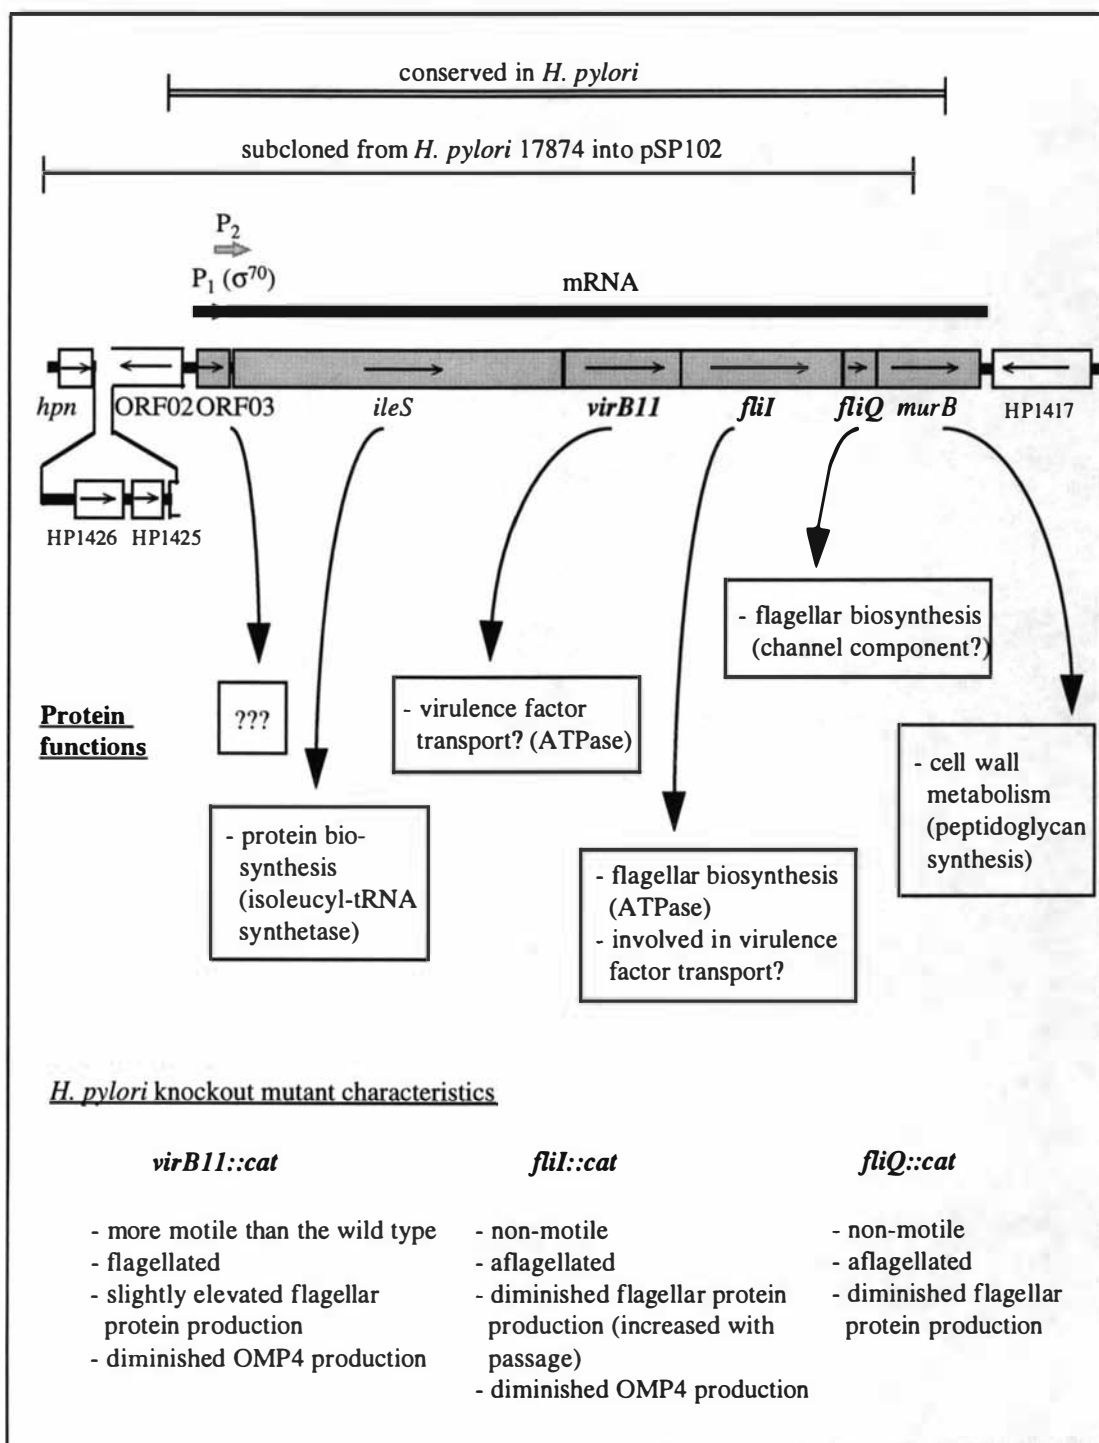 conserved in H. pylori
subcloned from H. pylori 17874 into pSP102
P2
P1 (σ70)
mRNA
hpn
ORF02
ORF03
ileS
virB11
fliI
fliQ
murB
HP1417
HP1426
HP1425
Protein
functions
???
- protein bio-
synthesis
(isoleucyl-tRNA
synthetase)
- virulence factor
transport? (ATPase)
- flagellar biosynthesis
(ATPase)
- involved in virulence
factor transport?
- flagellar biosynthesis
(channel component?)
- cell wall
metabolism
(peptidoglycan
synthesis)
H. pylori knockout mutant characteristics
virB11::cat
- more motile than the wild type
- flagellated
- slightly elevated flagellar
protein production
- diminished OMP4 production
fliI::cat
- non-motile
- aflagellated
- diminished flagellar protein
production (increased with
passage)
- diminished OMP4 production
fliQ::cat
- non-motile
- aflagellated
- diminished flagellar
protein production